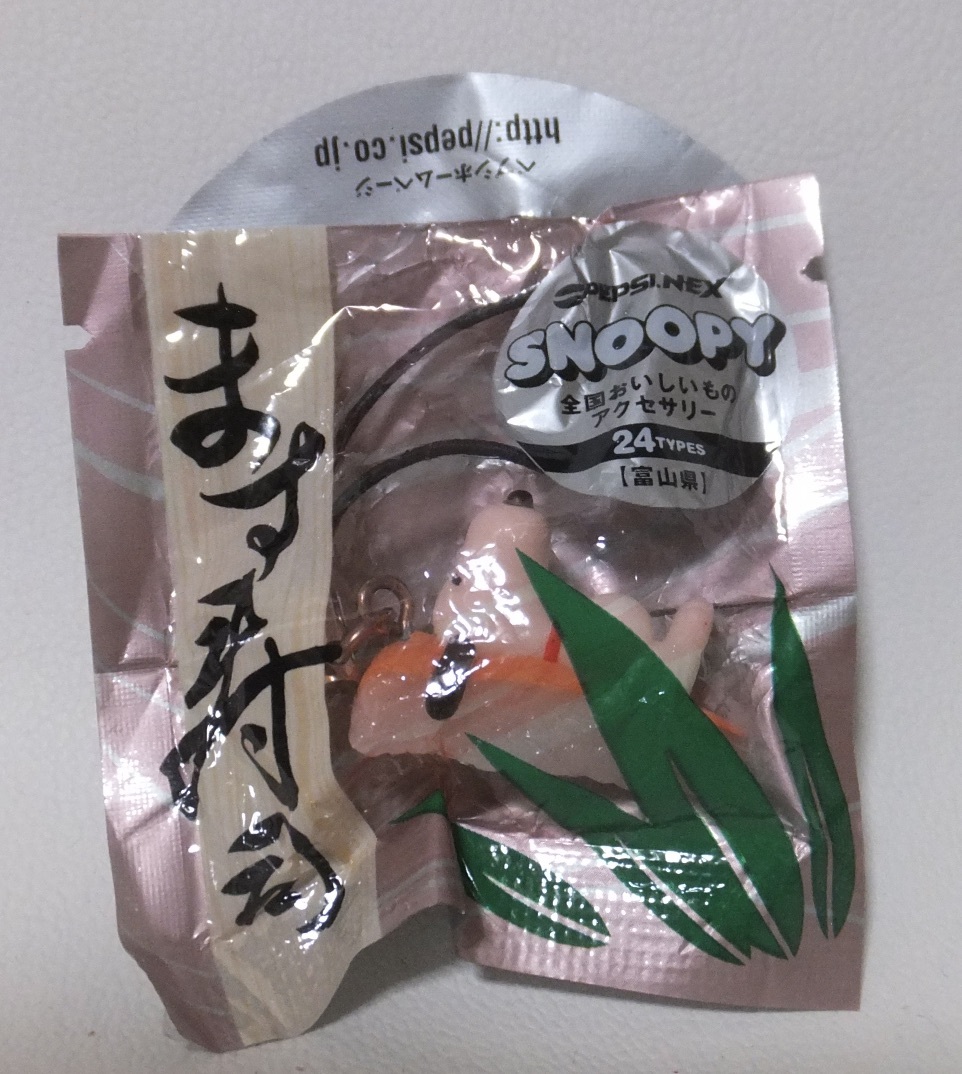 ペプシホームページ
http://pepsi.co.jp
PEPSI.NEX
SNOOPY
全国おいしいもの
アクセサリー
24TYPES
【富山県】
ます寿司